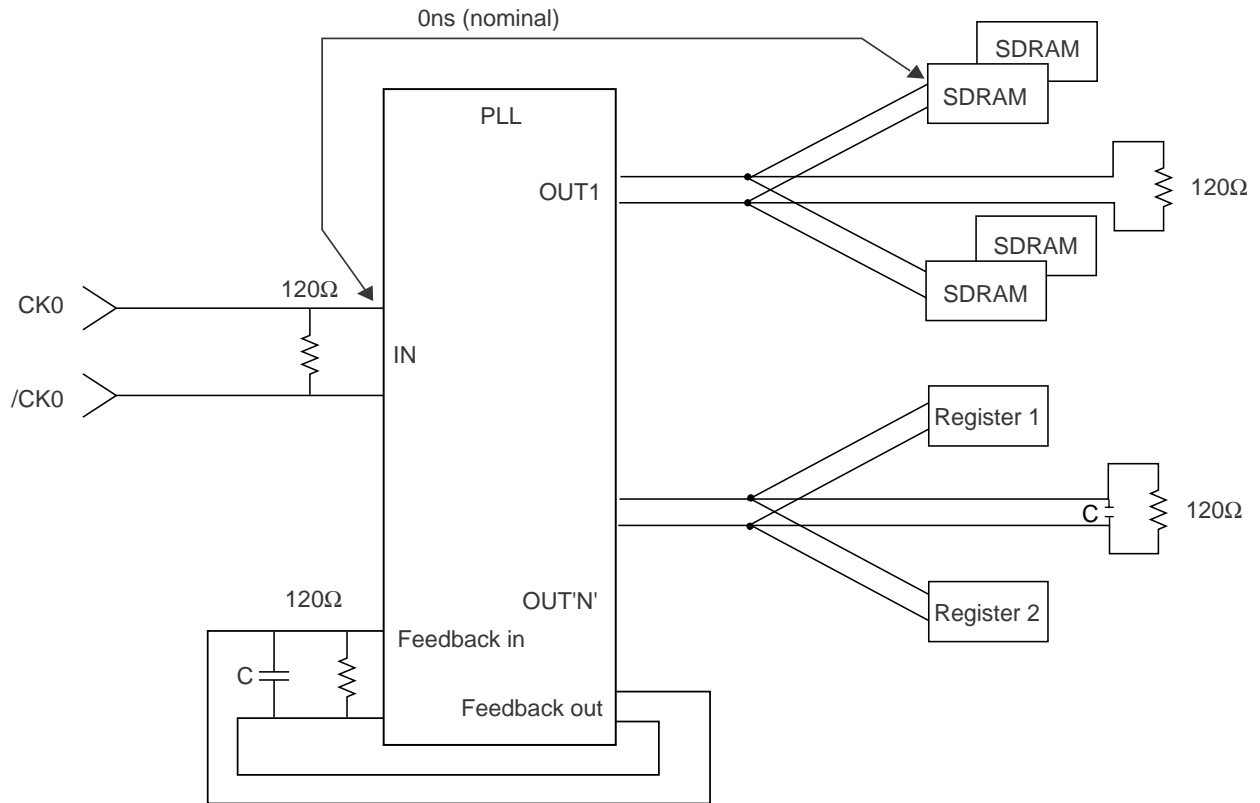 0ns (nominal)
SDRAM
SDRAM
PLL
OUT1
120Ω
SDRAM
SDRAM
120Ω
CK0
IN
/CK0
Register 1
C
120Ω
120Ω
OUT'N'
Register 2
Feedback in
C
Feedback out